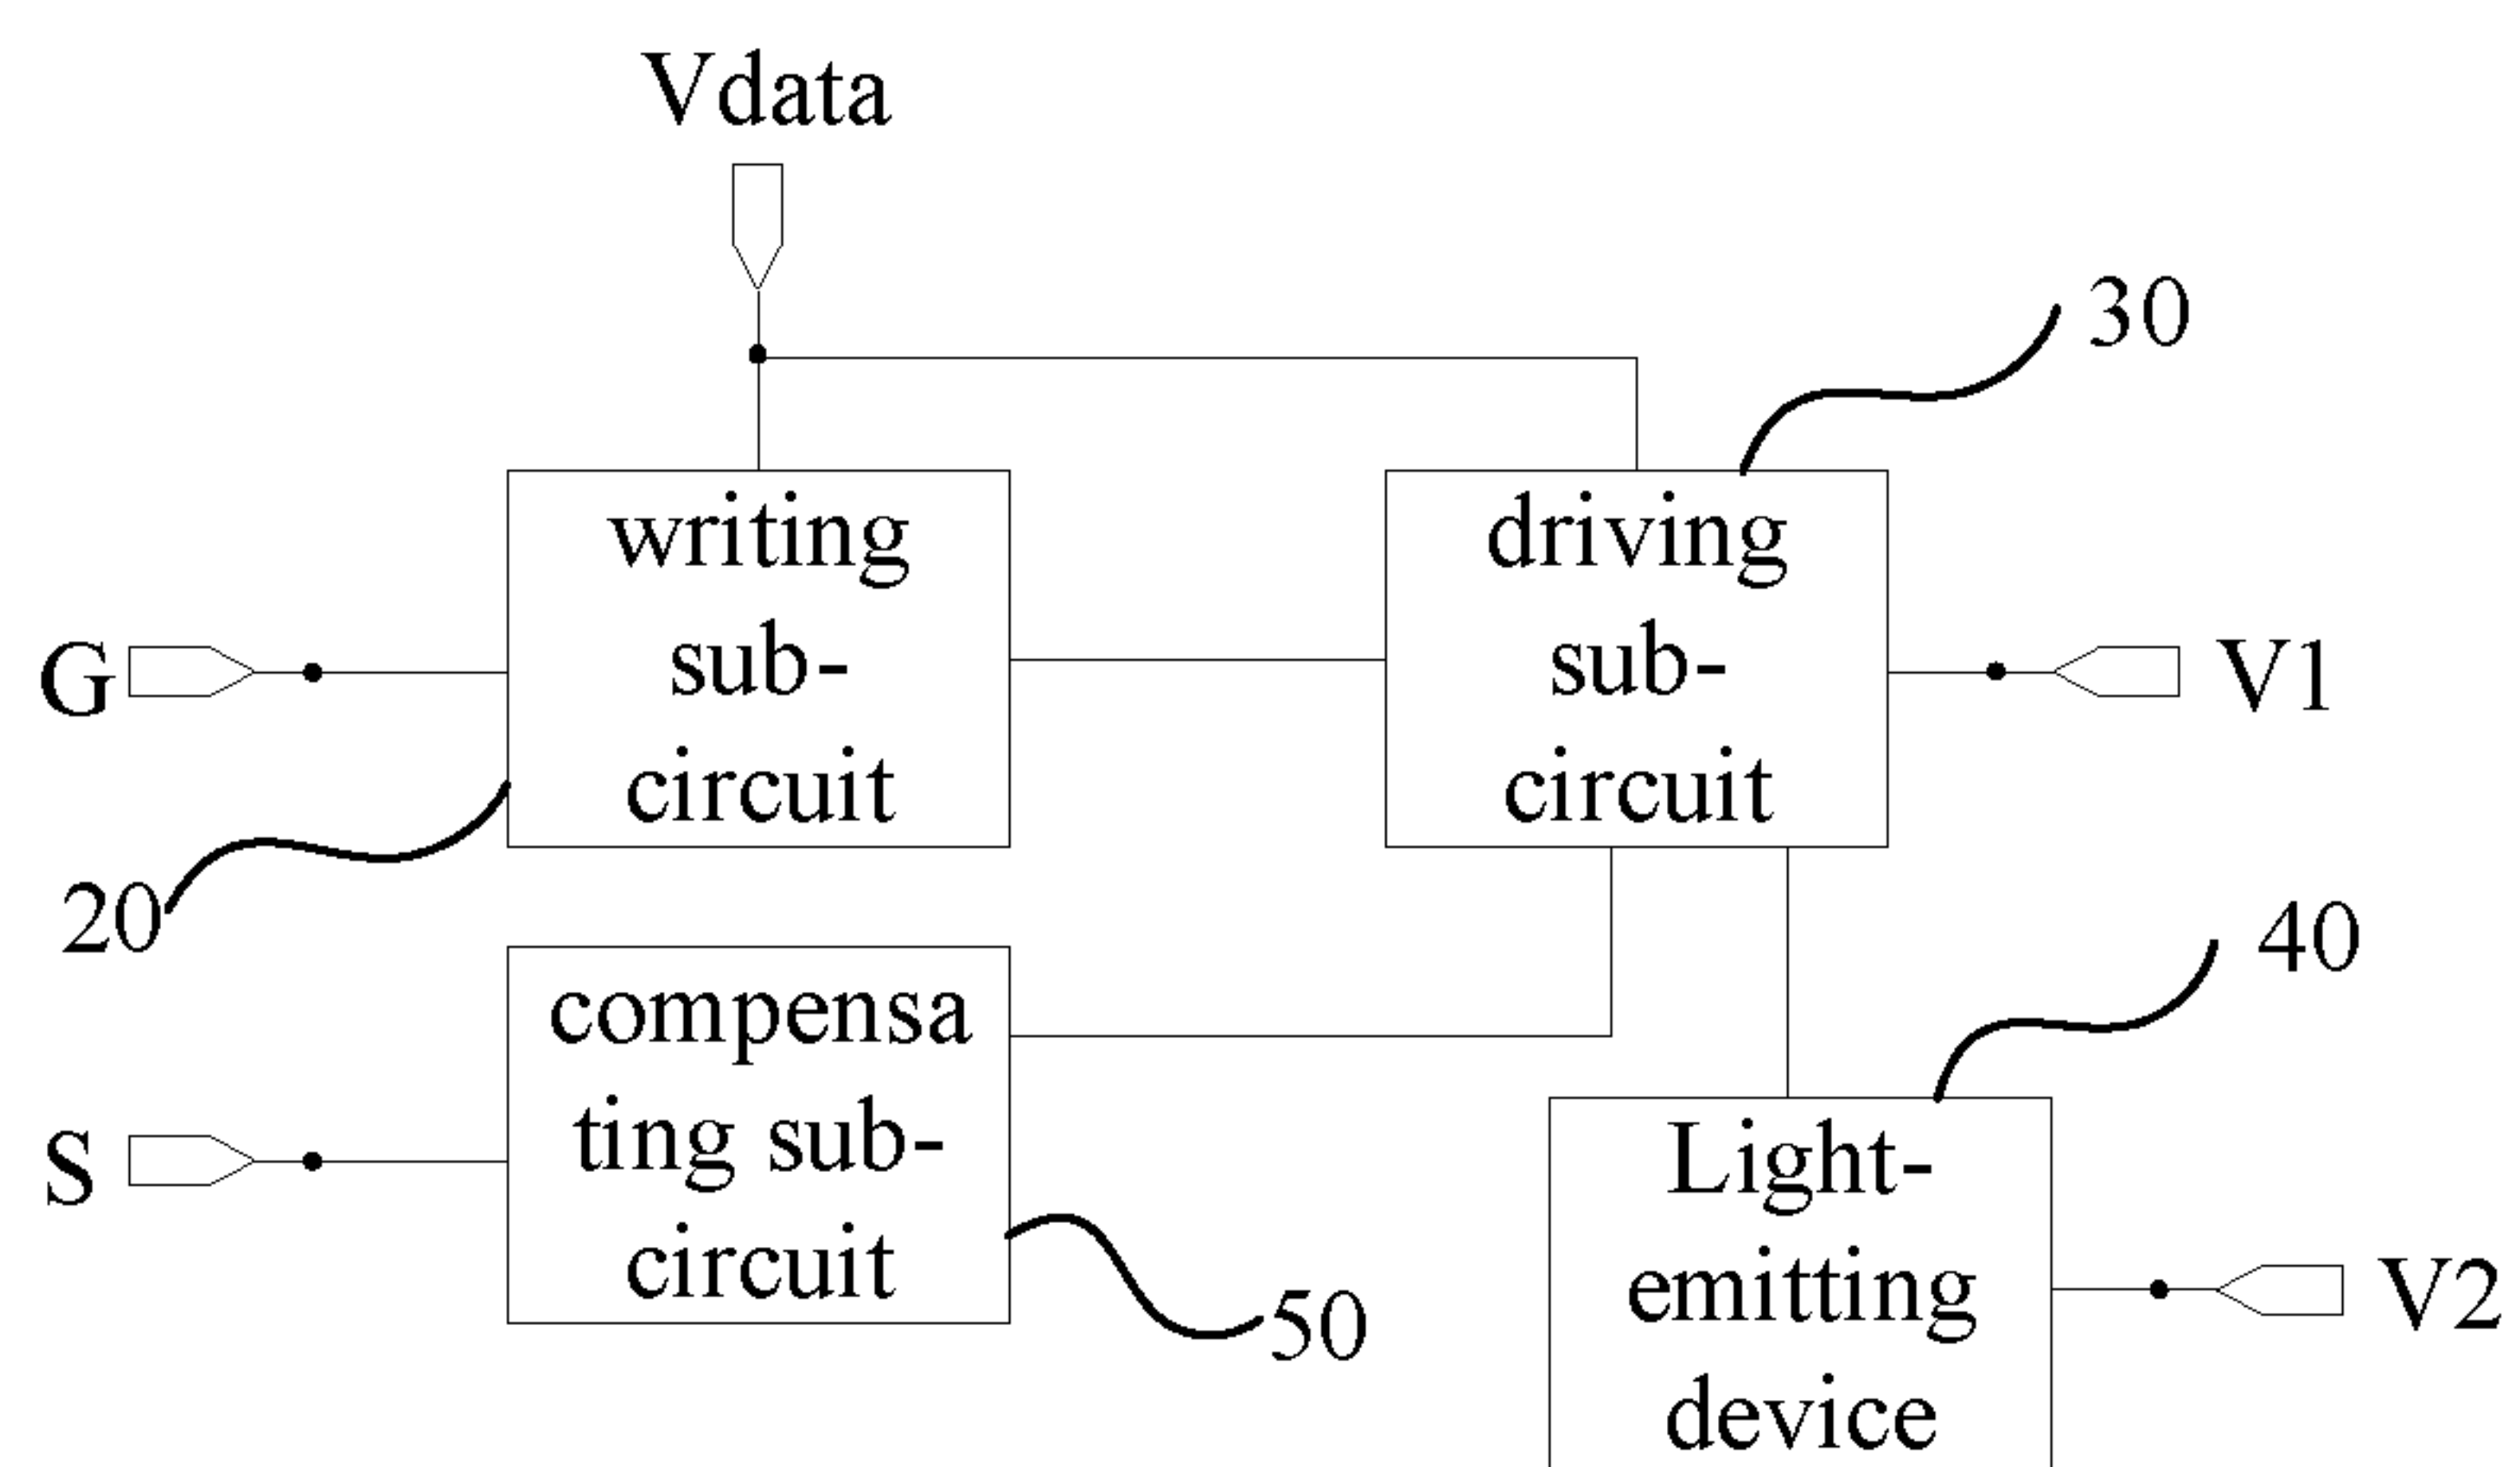 Vdata
30
writing
sub-
circuit
driving
sub-
circuit
G
V1
20
40
compensa
ting sub-
circuit
S
50
Light-
emitting
device
V2